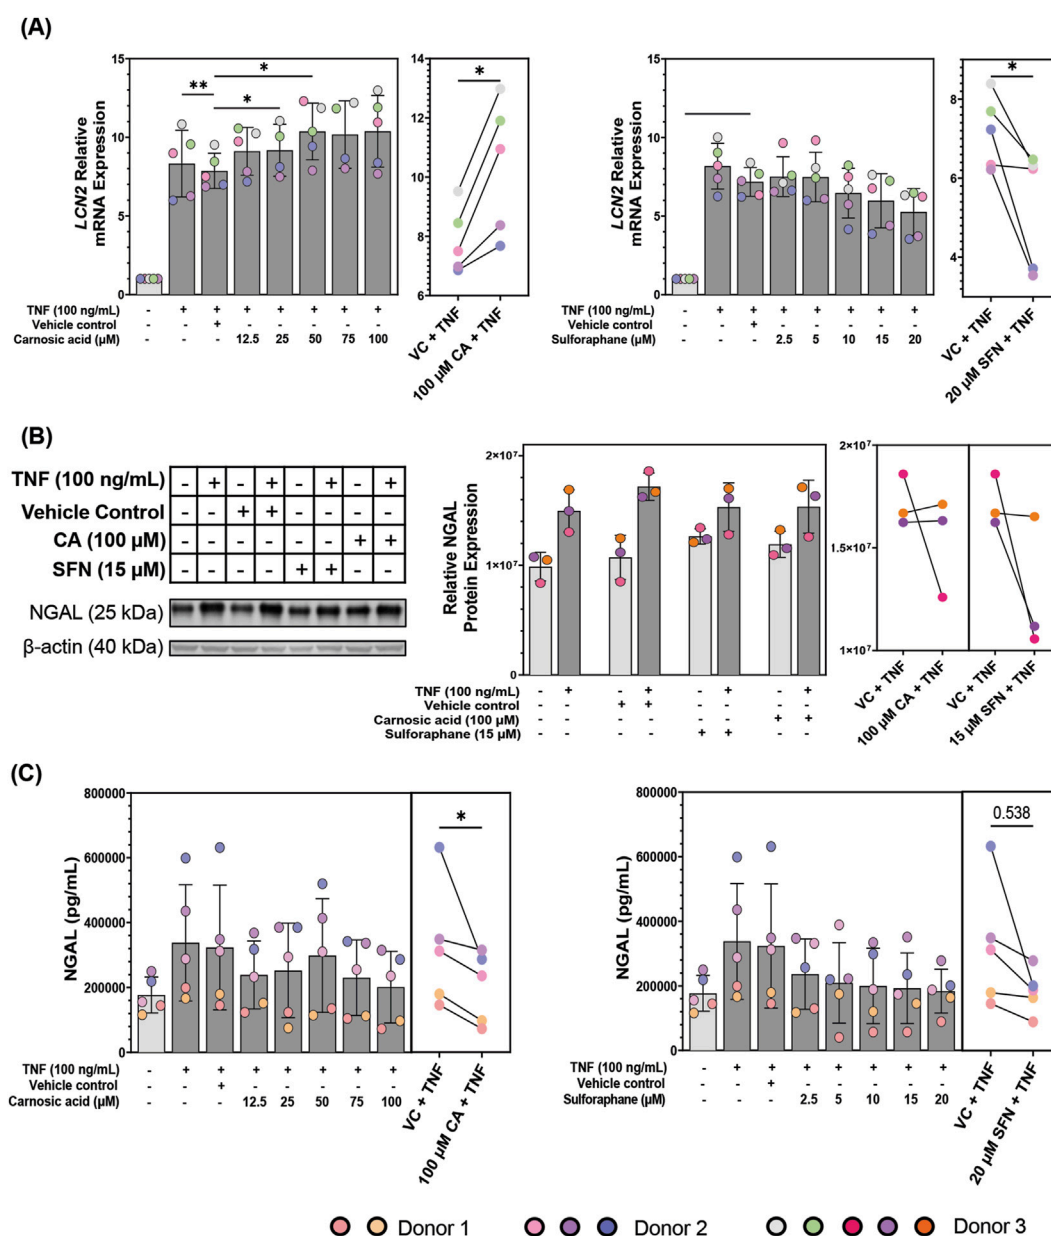 (A)
LCN2 Relative
mRNA Expression
15
10
5
0
**
*
*
TNF (100 ng/mL) - + + + + + + +
Vehicle control - - + - - - - -
Carnosic acid (µM) - - - 12.5 25 50 75 100
14
12
10
8
6
*
VC + TNF
100 µM CA + TNF
LCN2 Relative
mRNA Expression
15
10
5
0
TNF (100 ng/mL) - + + + + + + +
Vehicle control - - + - - - - -
Sulforaphane (µM) - - - 2.5 5 10 15 20
8
6
4
*
VC + TNF
20 µM SFN + TNF
(B)
TNF (100 ng/mL) - + - + - + - +
Vehicle Control - - + + - - - -
CA (100 µM) - - - - - - + +
SFN (15 µM) - - - - + + - -
NGAL (25 kDa)
β-actin (40 kDa)
Relative NGAL
Protein Expression
2×10⁷
1×10⁷
0
TNF (100 ng/mL) - + - + - + - +
Vehicle control - - + + - - - -
Carnosic acid (100 µM) - - - - - - + +
Sulforaphane (15 µM) - - - - + + - -
2×10⁷
1.5×10⁷
1×10⁷
VC + TNF
100 µM CA + TNF
VC + TNF
15 µM SFN + TNF
(C)
NGAL (pg/mL)
800000
600000
400000
200000
0
TNF (100 ng/mL) - + + + + + + +
Vehicle control - - + - - - - -
Carnosic acid (µM) - - - 12.5 25 50 75 100
*
VC + TNF
100 µM CA + TNF
NGAL (pg/mL)
800000
600000
400000
200000
0
TNF (100 ng/mL) - + + + + + + +
Vehicle control - - + - - - - -
Sulforaphane (µM) - - - 2.5 5 10 15 20
0.538
VC + TNF
20 µM SFN + TNF
Donor 1 Donor 2 Donor 3